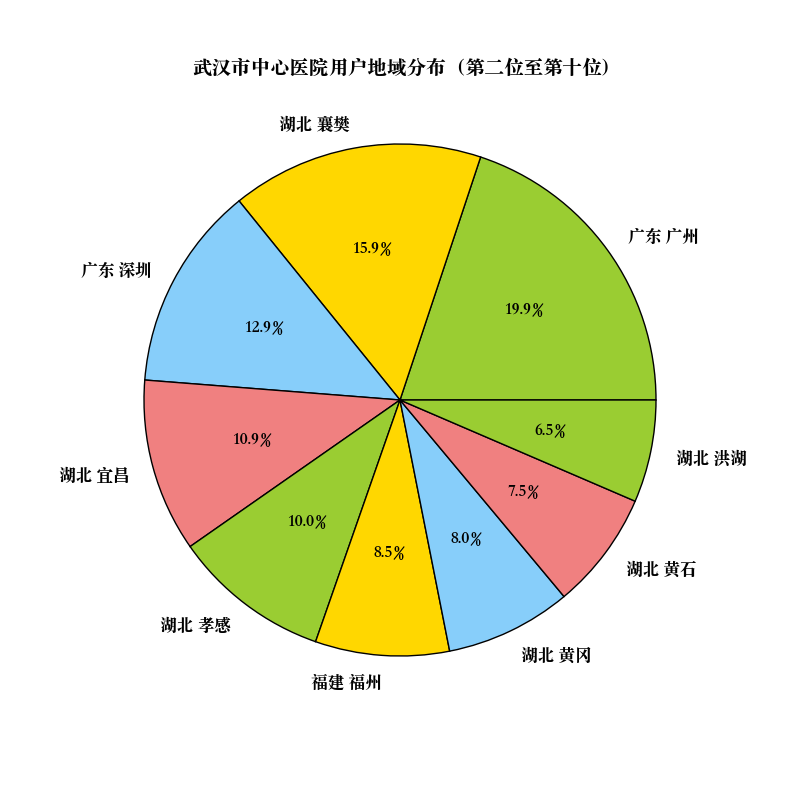 武汉市中心医院用户地域分布（第二位至第十位）
湖北 襄樊
广东 广州
15.9%
广东 深圳
19.9%
12.9%
10.9%
6.5%
湖北 洪湖
湖北 宜昌
7.5%
10.0%
8.0%
8.5%
湖北 黄石
湖北 孝感
湖北 黄冈
福建 福州